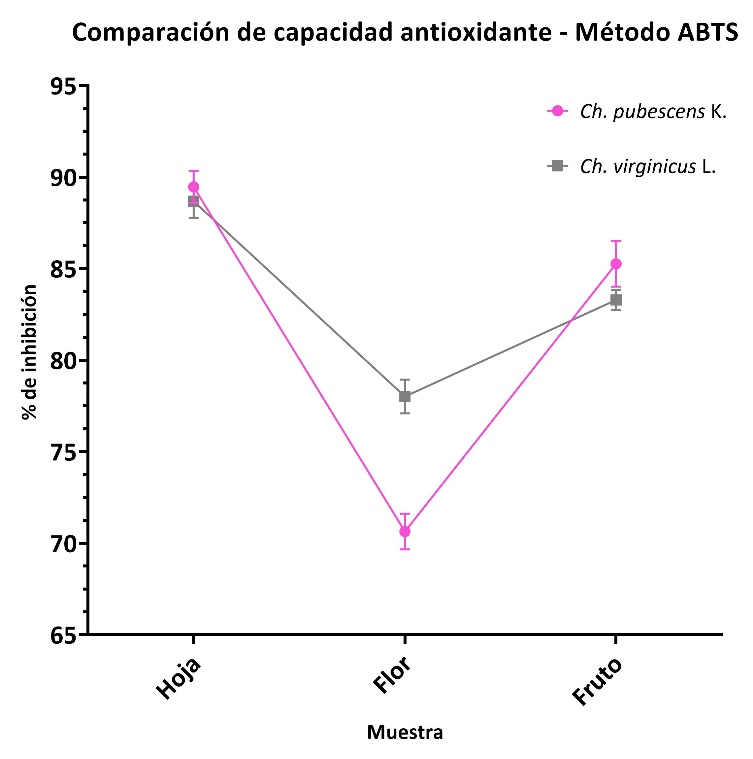 Comparación de capacidad antioxidante - Método ABTS
Ch. pubescens K.
Ch. virginicus L.
95
90
85
80
75
70
65
% de inhibición
Hoja
Flor
Fruto
Muestra